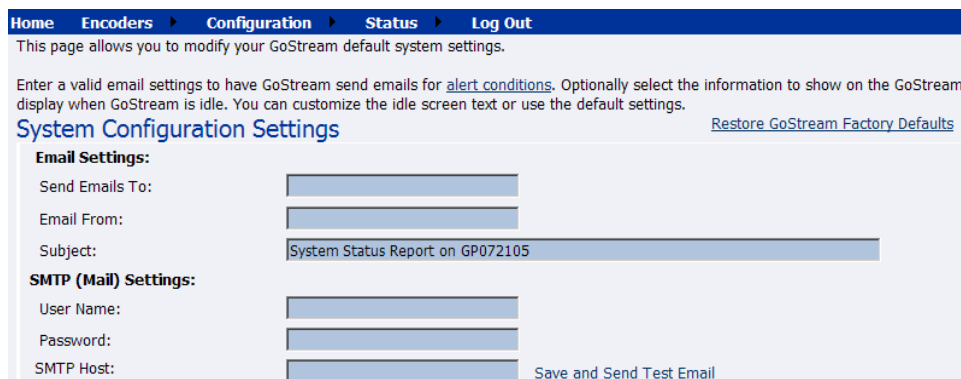 Home Encoders Configuration Status Log Out
This page allows you to modify your GoStream default system settings.
Enter a valid email settings to have GoStream send emails for alert conditions. Optionally select the information to show on the GoStream
display when GoStream is idle. You can customize the idle screen text or use the default settings.
System Configuration Settings
Restore GoStream Factory Defaults
Email Settings:
Send Emails To:
Email From:
Subject: System Status Report on GP072105
SMTP (Mail) Settings:
User Name:
Password:
SMTP Host: Save and Send Test Email